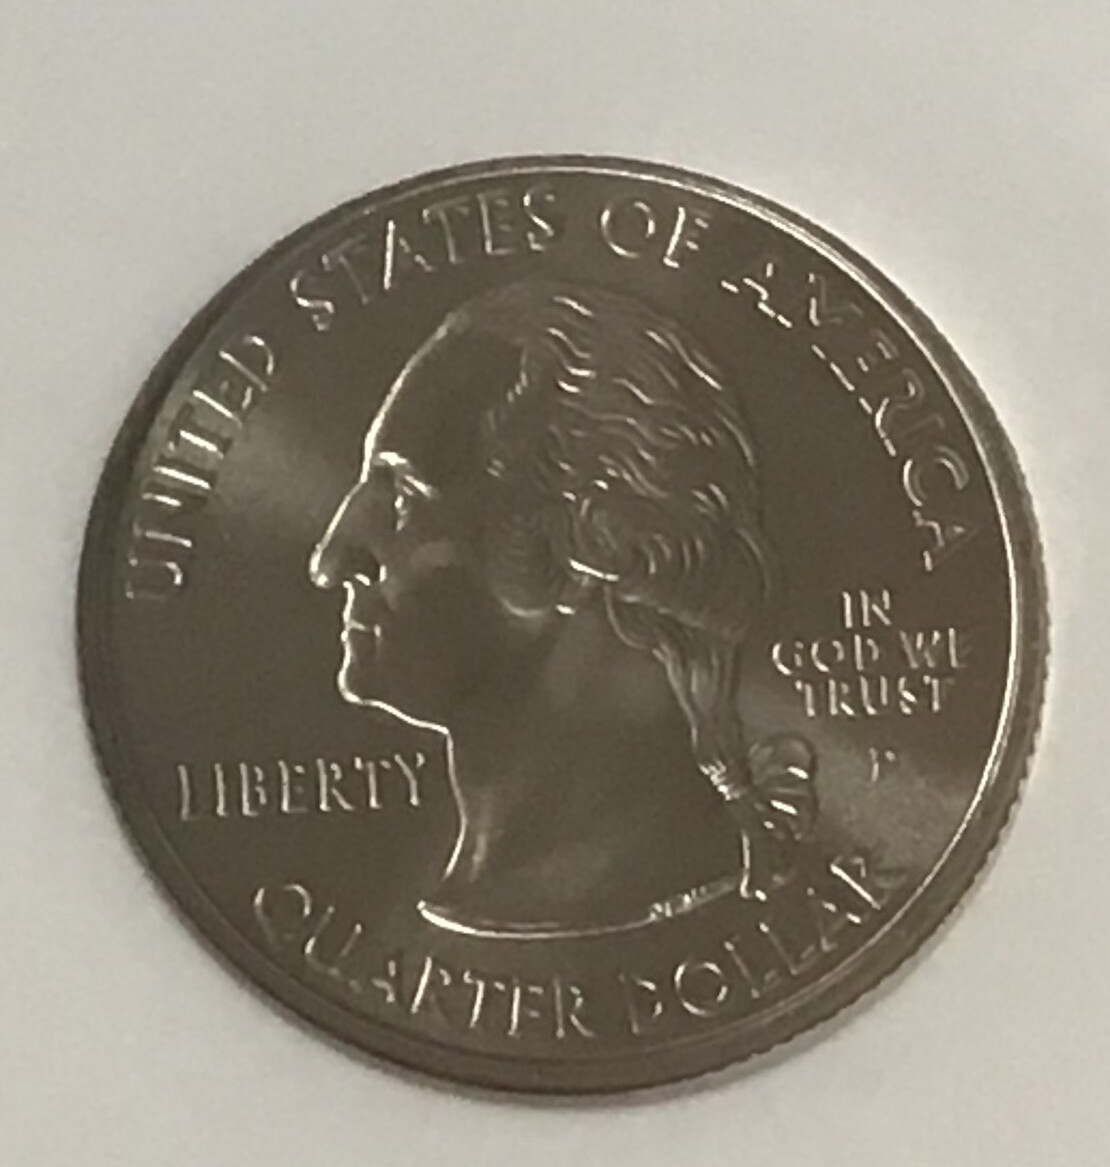 UNITED STATES OF AMERICA
LIBERTY
IN
GOD WE
TRUST
P
QUARTER DOLLAR